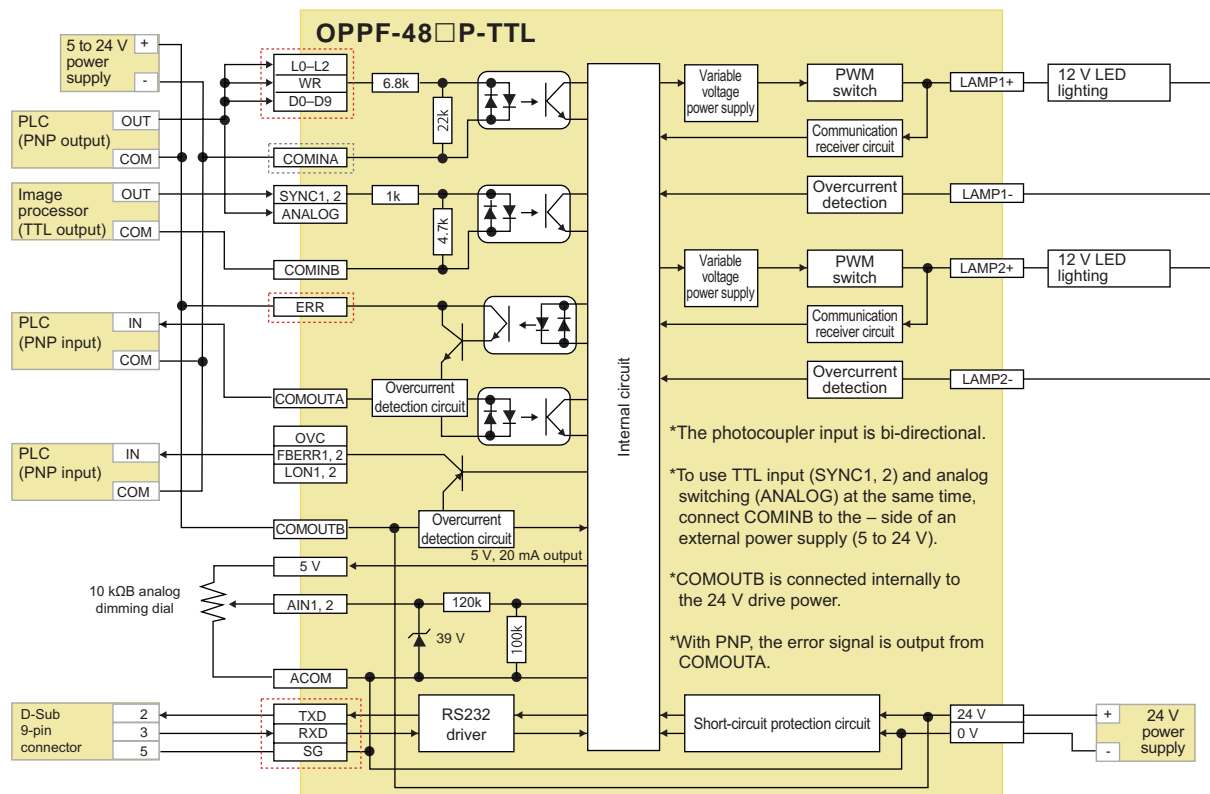 OPPF-48□P-TTL
5 to 24 V
power
supply
+
-
PLC
(PNP output)
OUT
COM
Image
processor
(TTL output)
OUT
COM
PLC
(PNP input)
IN
COM
PLC
(PNP input)
IN
COM
10 kΩB analog
dimming dial
D-Sub
9-pin
connector
2
3
5
L0–L2
WR
D0–D9
COMINA
SYNC1, 2
ANALOG
COMINB
ERR
COMOUTA
OVC
FBERR1, 2
LON1, 2
COMOUTB
5 V
AIN1, 2
ACOM
TXD
RXD
SG
6.8k
22k
1k
4.7k
Overcurrent
detection circuit
Overcurrent
detection circuit
5 V, 20 mA output
120k
39 V
100k
RS232
driver
Internal circuit
Variable
voltage
power supply
PWM
switch
LAMP1+
12 V LED
lighting
Communication
receiver circuit
Overcurrent
detection
LAMP1-
Variable
voltage
power supply
PWM
switch
LAMP2+
12 V LED
lighting
Communication
receiver circuit
Overcurrent
detection
LAMP2-
*The photocoupler input is bi-directional.
*To use TTL input (SYNC1, 2) and analog
switching (ANALOG) at the same time,
connect COMINB to the – side of an
external power supply (5 to 24 V).
*COMOUTB is connected internally to
the 24 V drive power.
*With PNP, the error signal is output from
COMOUTA.
Short-circuit protection circuit
24 V
0 V
+
-
24 V
power
supply